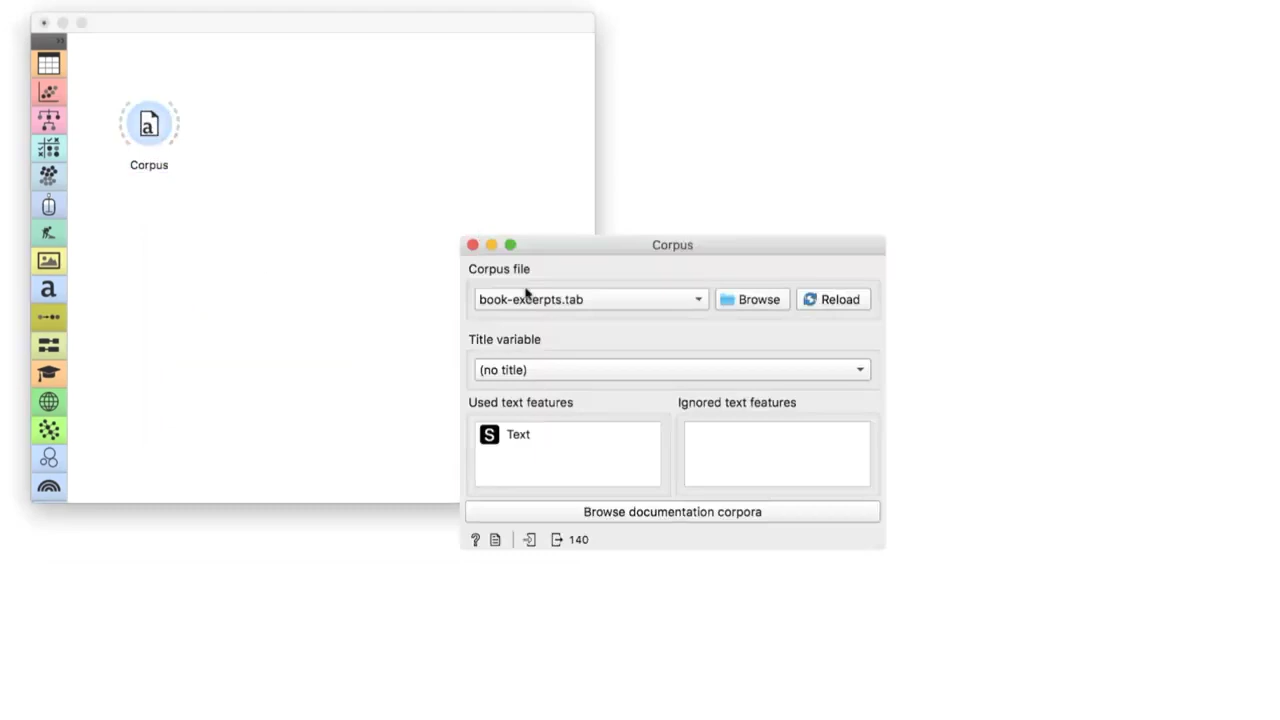 Corpus
Corpus
Corpus file
book-excerpts.tab
Browse
Reload
Title variable
(no title)
Used text features
Ignored text features
S Text
Browse documentation corpora
? 140